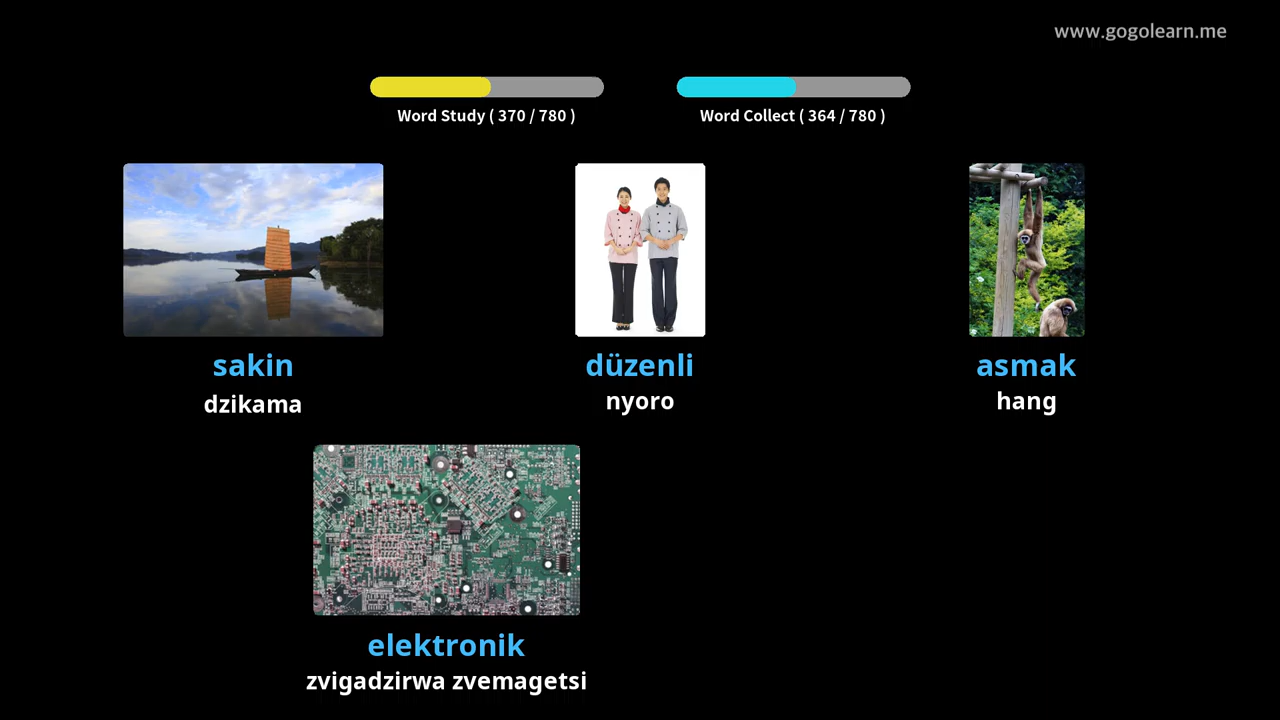 www.gogolearn.me
Word Study ( 370 / 780 )
Word Collect ( 364 / 780 )
sakin
dzikama
düzenli
nyoro
asmak
hang
elektronik
zvigadzirwa zvemagetsi